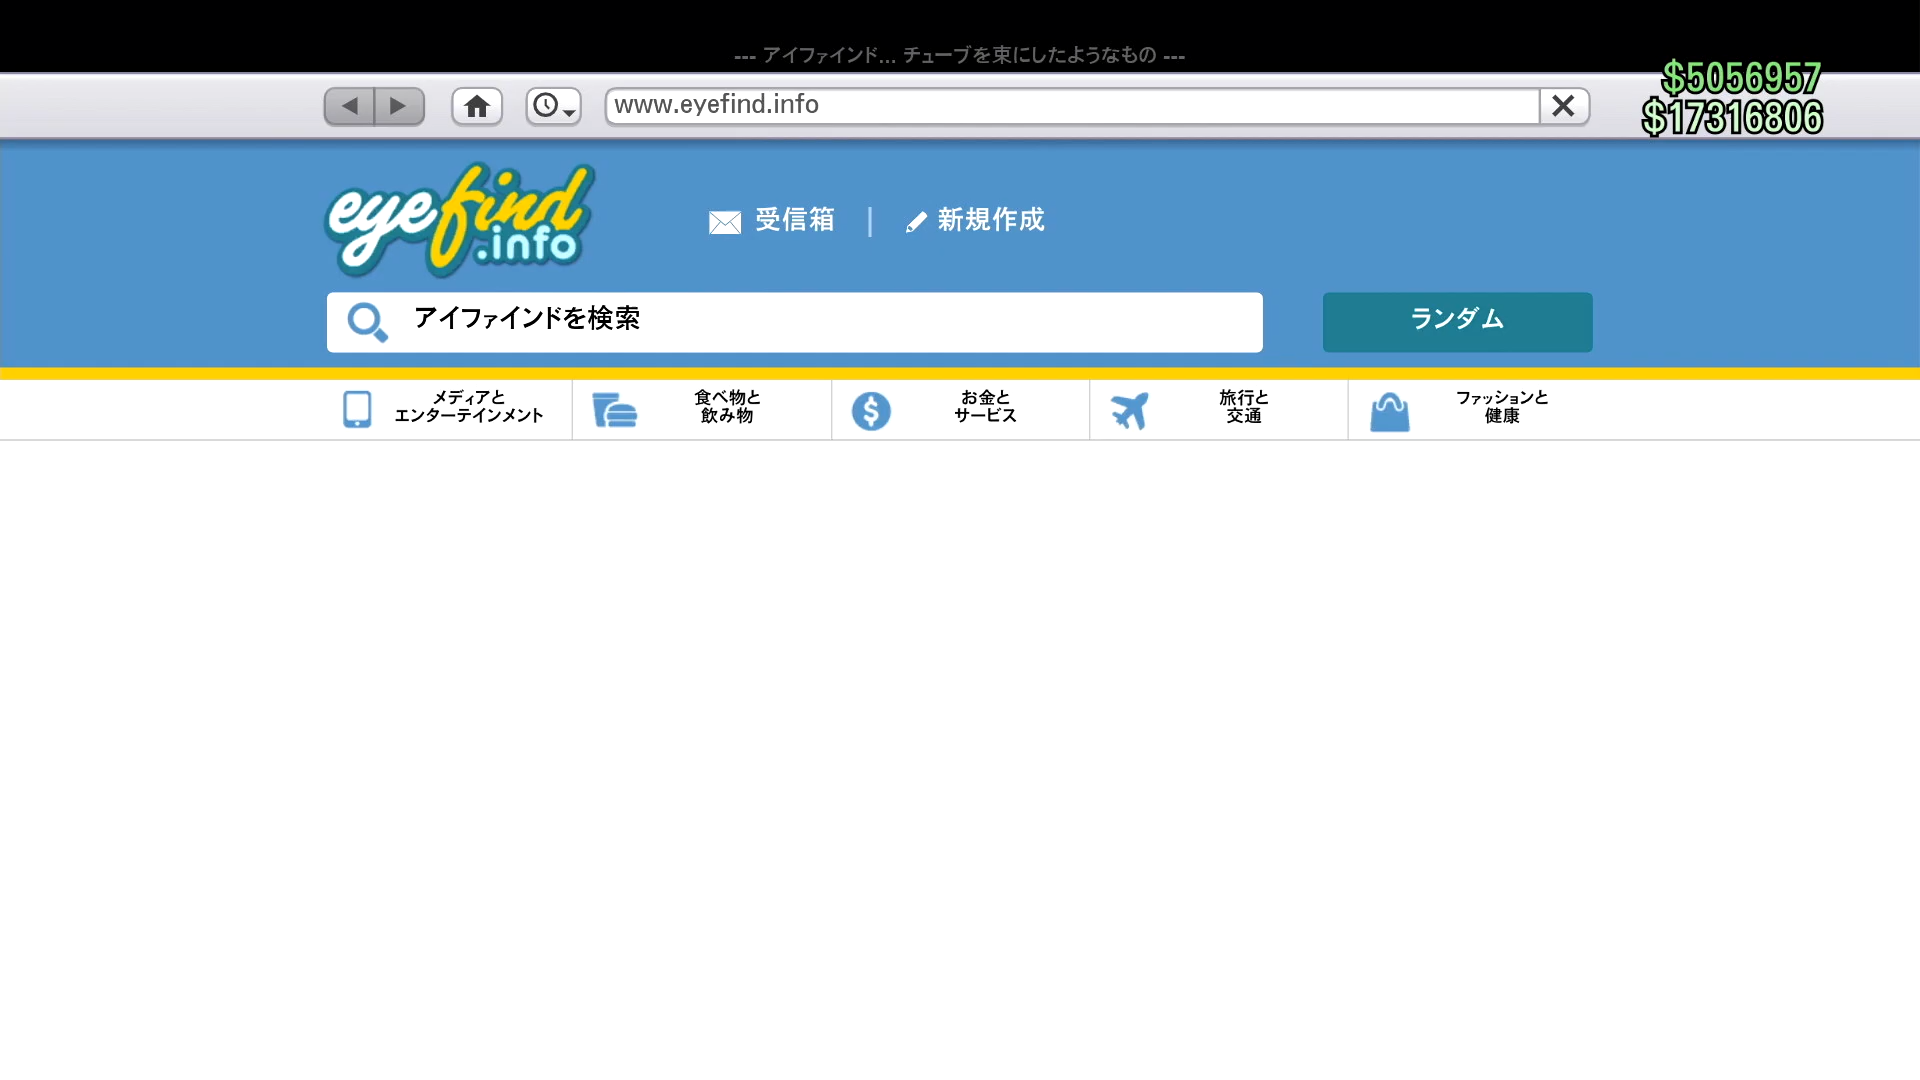 --- アイファインド... チューブを束にしたようなもの ---
$5056957
www.eyefind.info
$17316806
eyefind
.info
受信箱 | 新規作成
アイファインドを検索
ランダム
メディアと
エンターテインメント
食べ物と
飲み物
お金と
サービス
旅行と
交通
ファッションと
健康